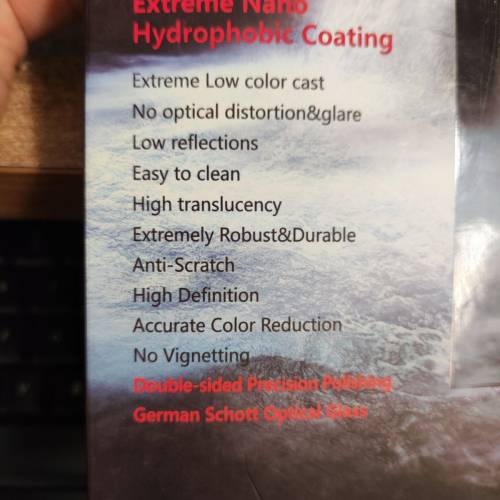 Extreme Nano
Hydrophobic Coating
Extreme Low color cast
No optical distortion&glare
Low reflections
Easy to clean
High translucency
Extremely Robust&Durable
Anti-Scratch
High Definition
Accurate Color Reduction
No Vignetting
Double-sided Precision Polishing
German Schott Optical Glass